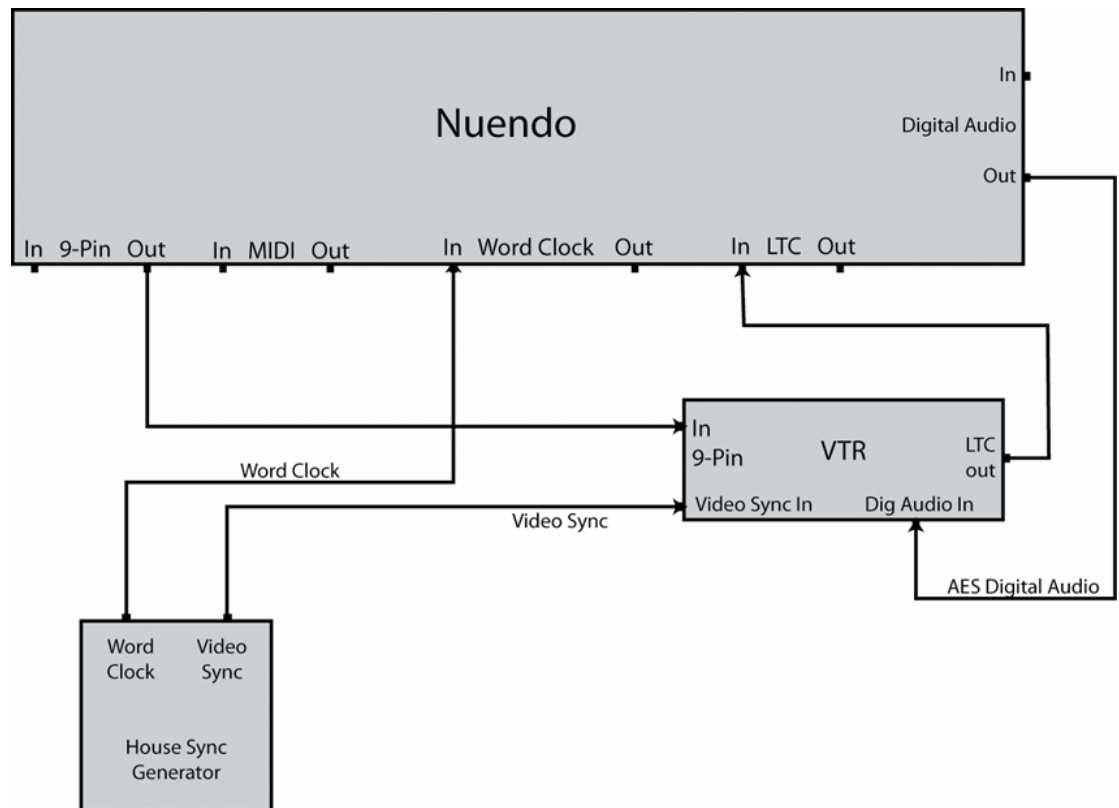 In
Nuendo
Digital Audio
Out
In 9-Pin Out In MIDI Out In Word Clock Out In LTC Out
In
9-Pin
VTR
LTC
out
Word Clock
Video Sync In
Dig Audio In
Video Sync
AES Digital Audio
Word
Clock
Video
Sync
House Sync
Generator